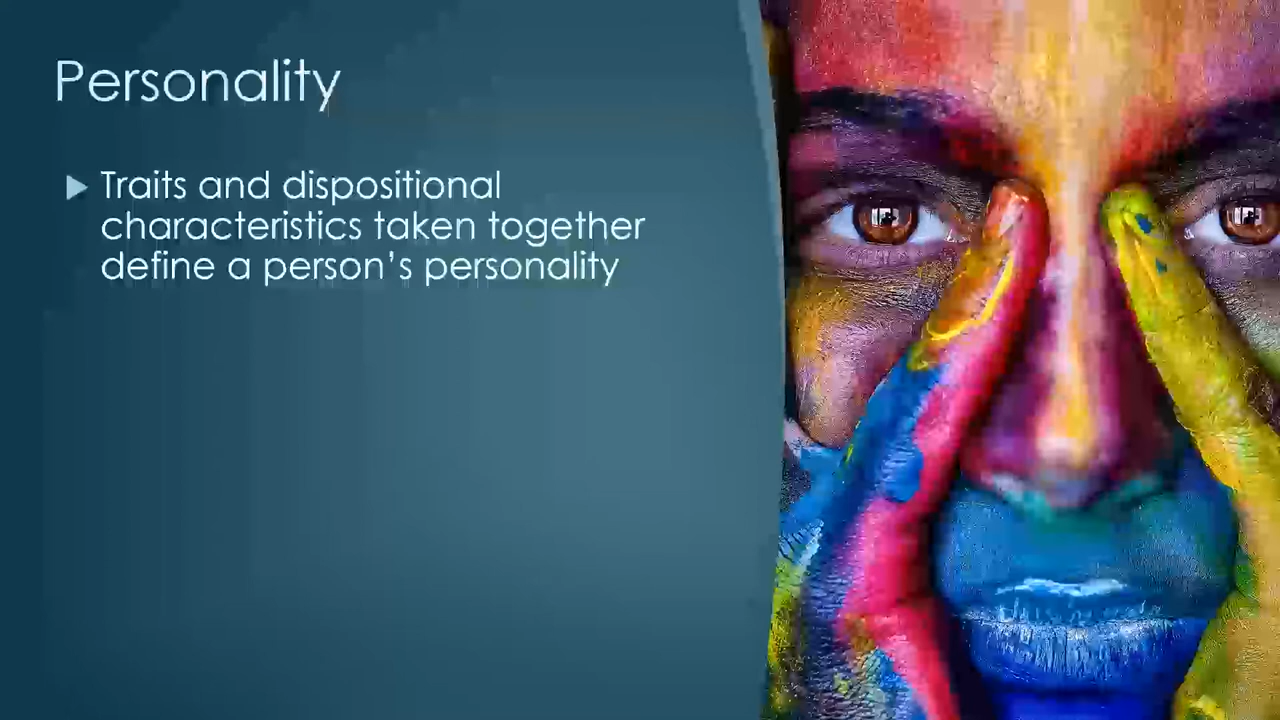 Personality
Traits and dispositional
characteristics taken together
define a person’s personality